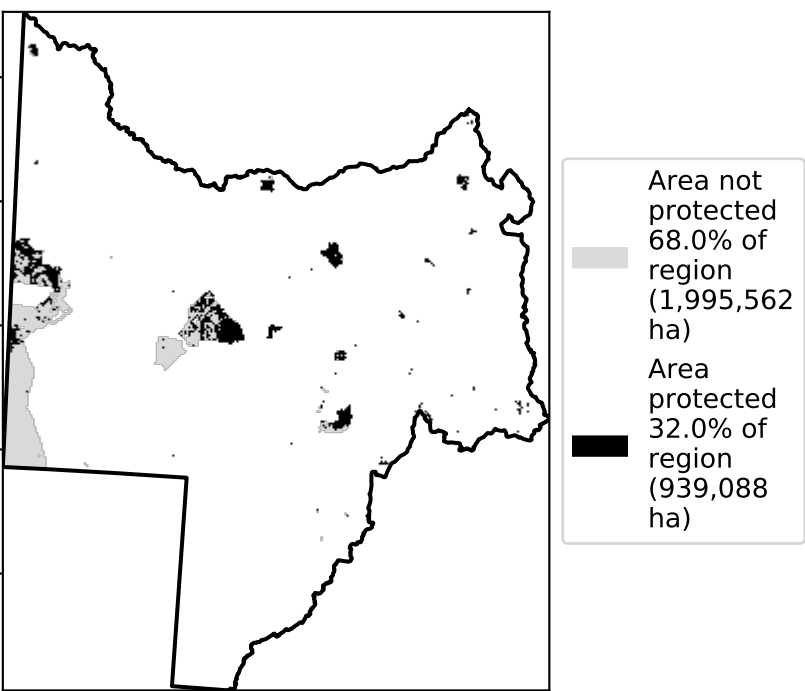 Area not
protected
68.0% of
region
(1,995,562
ha)
Area
protected
32.0% of
region
(939,088
ha)